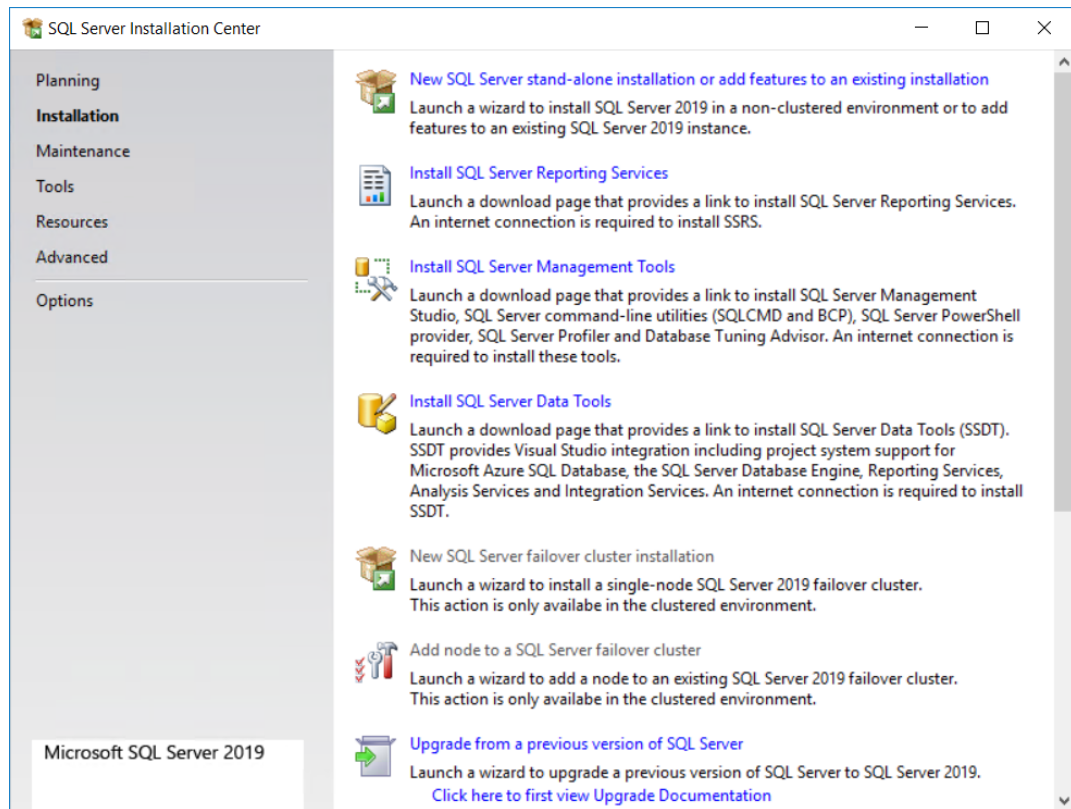 SQL Server Installation Center
Planning
Installation
Maintenance
Tools
Resources
Advanced
Options
Microsoft SQL Server 2019
New SQL Server stand-alone installation or add features to an existing installation
Launch a wizard to install SQL Server 2019 in a non-clustered environment or to add
features to an existing SQL Server 2019 instance.
Install SQL Server Reporting Services
Launch a download page that provides a link to install SQL Server Reporting Services.
An internet connection is required to install SSRS.
Install SQL Server Management Tools
Launch a download page that provides a link to install SQL Server Management
Studio, SQL Server command-line utilities (SQLCMD and BCP), SQL Server PowerShell
provider, SQL Server Profiler and Database Tuning Advisor. An internet connection is
required to install these tools.
Install SQL Server Data Tools
Launch a download page that provides a link to install SQL Server Data Tools (SSDT).
SSDT provides Visual Studio integration including project system support for
Microsoft Azure SQL Database, the SQL Server Database Engine, Reporting Services,
Analysis Services and Integration Services. An internet connection is required to install
SSDT.
New SQL Server failover cluster installation
Launch a wizard to install a single-node SQL Server 2019 failover cluster.
This action is only availabe in the clustered environment.
Add node to a SQL Server failover cluster
Launch a wizard to add a node to an existing SQL Server 2019 failover cluster.
This action is only availabe in the clustered environment.
Upgrade from a previous version of SQL Server
Launch a wizard to upgrade a previous version of SQL Server to SQL Server 2019.
Click here to first view Upgrade Documentation